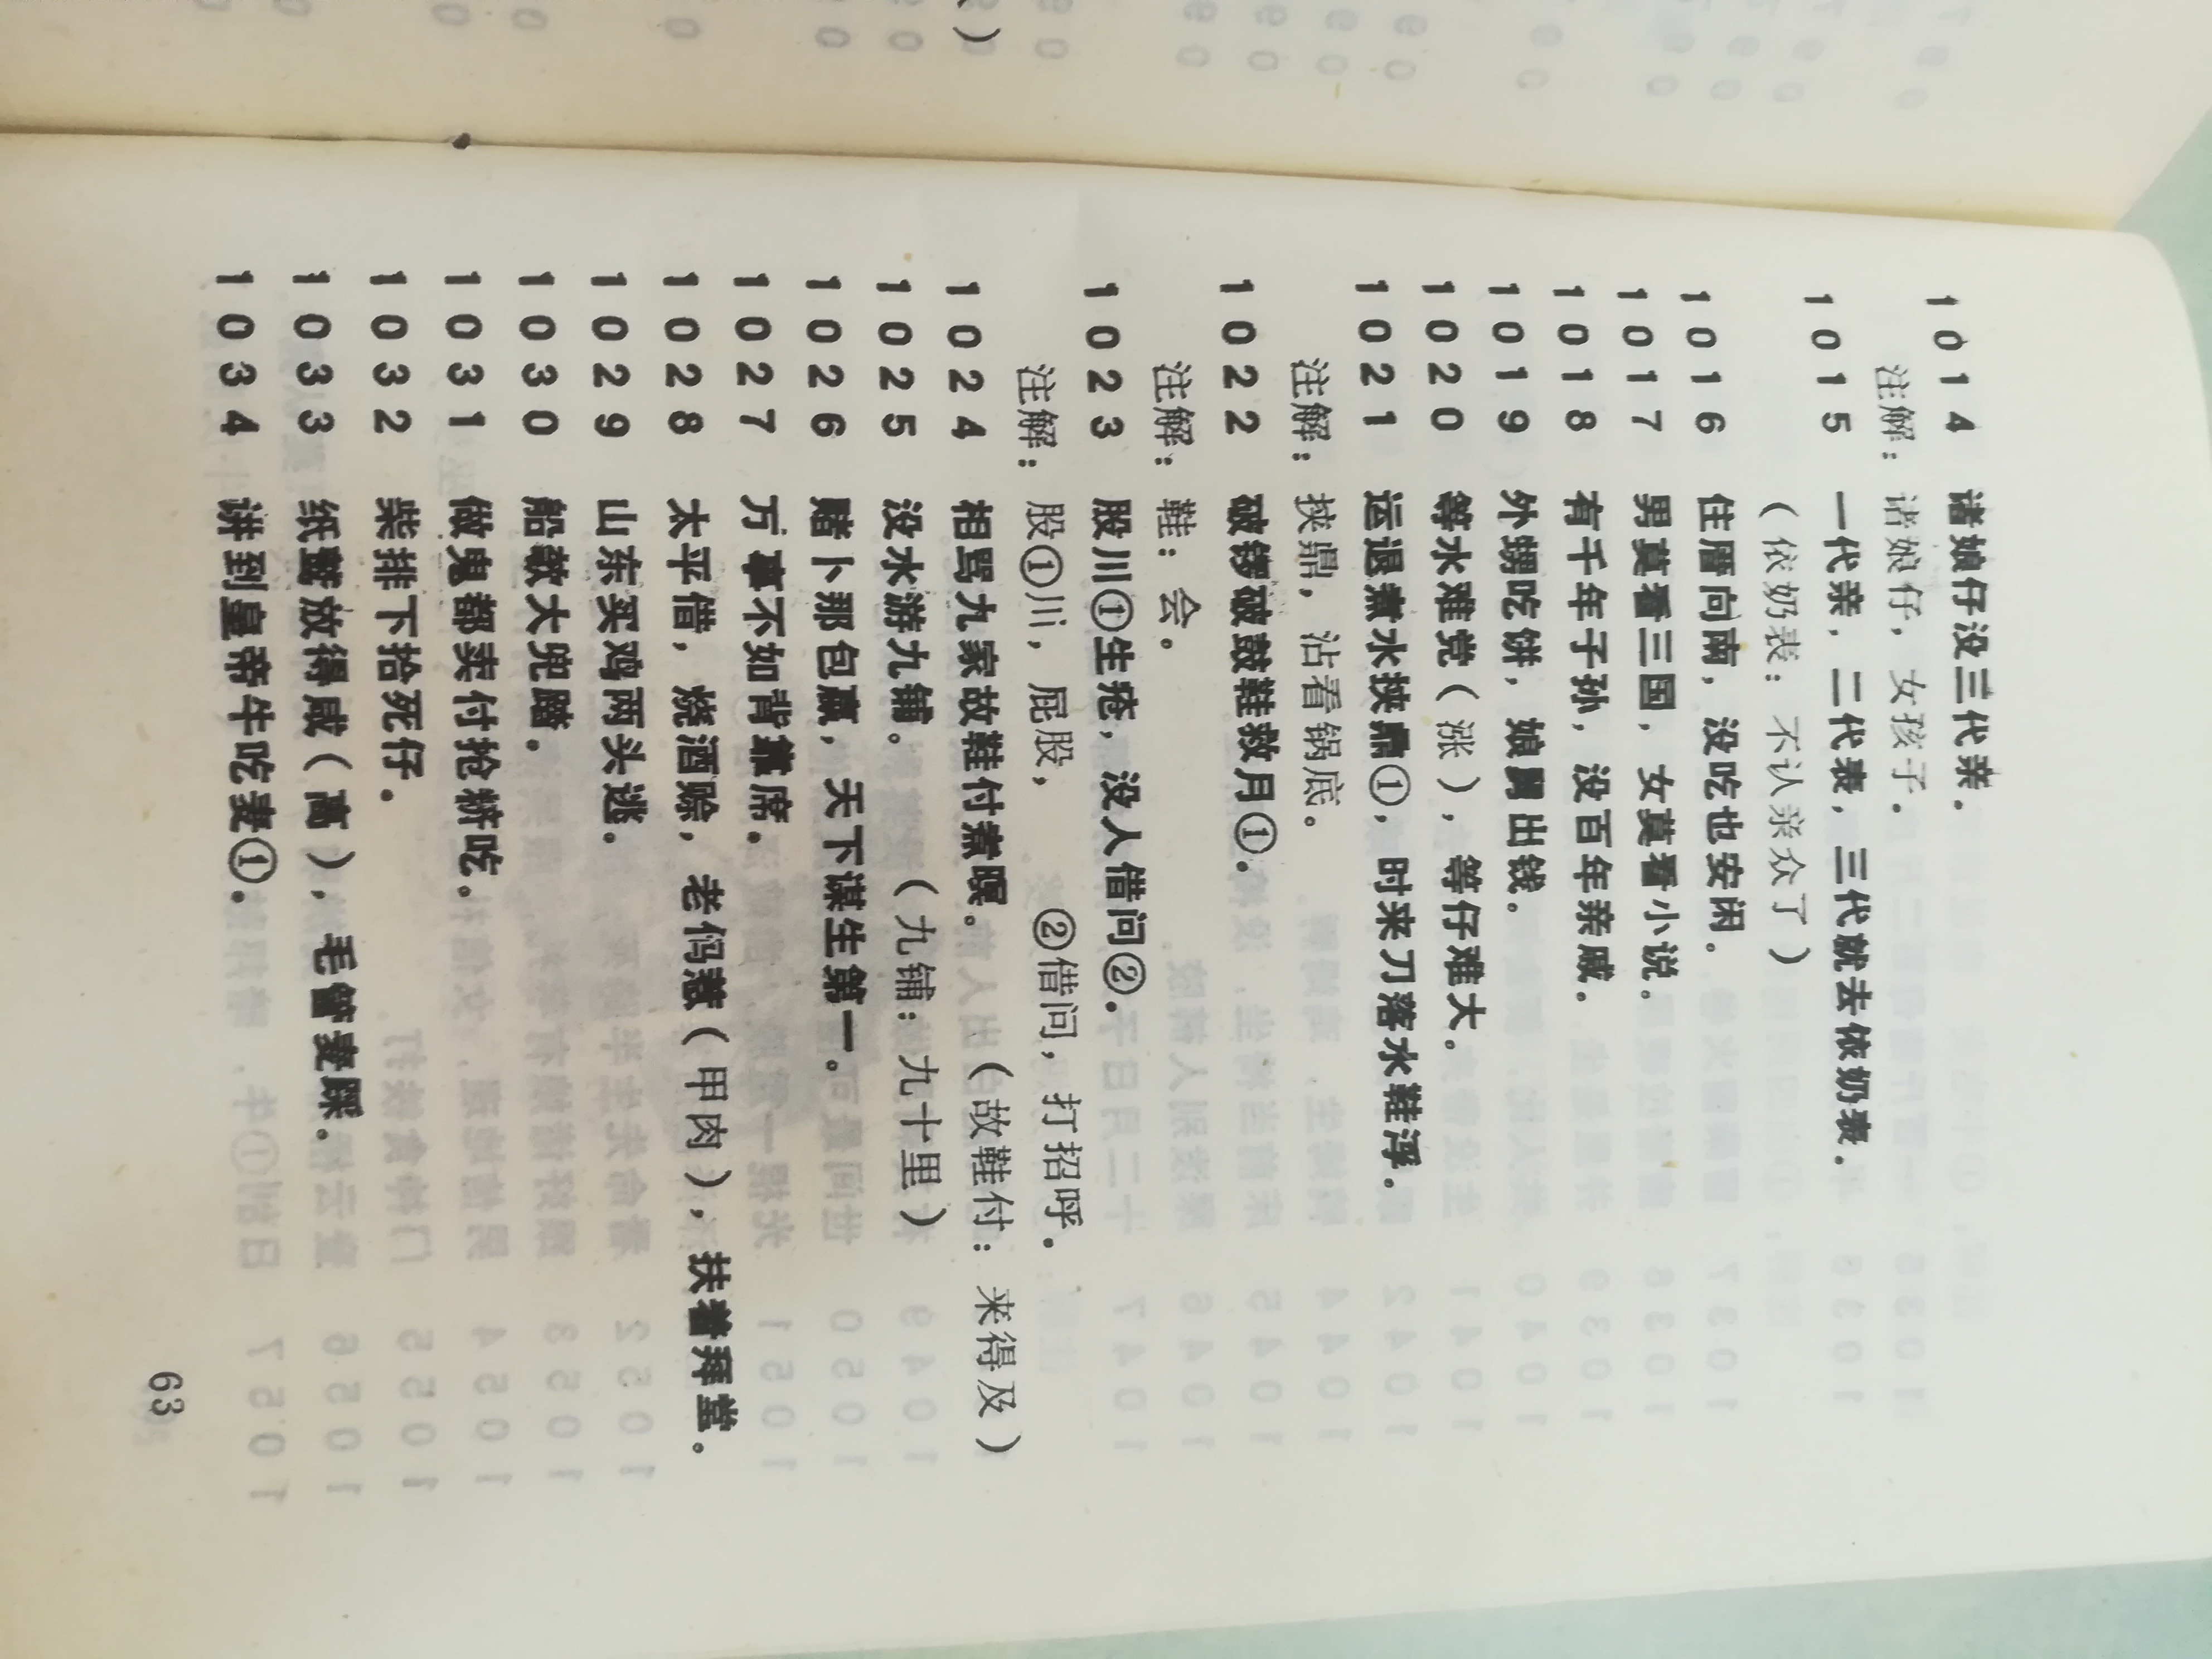 1014 诸娘仔没三代亲．
注解：诸娘仔，女孩子．
1015 一代亲，二代表，三代就去依奶表．
（依奶表：不认亲众了）
1016 住厝向南，没吃也安闲。
1017 男莫看三国，女莫看小说。
1018 有千年子孙，没百年亲戚．
1019 外甥吃饼，娘舅出钱。
1020 等水难党（涨），等仔难大。
1021 运退煮水挟鼎①，时来刀落水鞋浮．
注解：挟鼎，沾看锅底。
1022 破锣破鼓鞋救月①．
注解：鞋：会。
1023 股川①生疮，没人借问②．
注解：股①川i，屁股，　②借问，打招呼．
1024 相骂九家故鞋付煮暝。　（故鞋付：来得及）
1025 没水游九铺。　（九铺：九十里）
1026 赌卜那包赢，天下谋生第一。
1027 万事不如背靠席。
1028 太平借，烧酒赊，老㐷惹（甲肉），扶着拜堂。
1029 山东买鸡两头逃。
1030 船欹大兜踏。
1031 做鬼都卖付抢粅吃。
1032 柴排下拾死仔．
1033 纸鹫放得咸（高），毛管麦踩．
1034 讲到皇帝牛吃麦①．
63